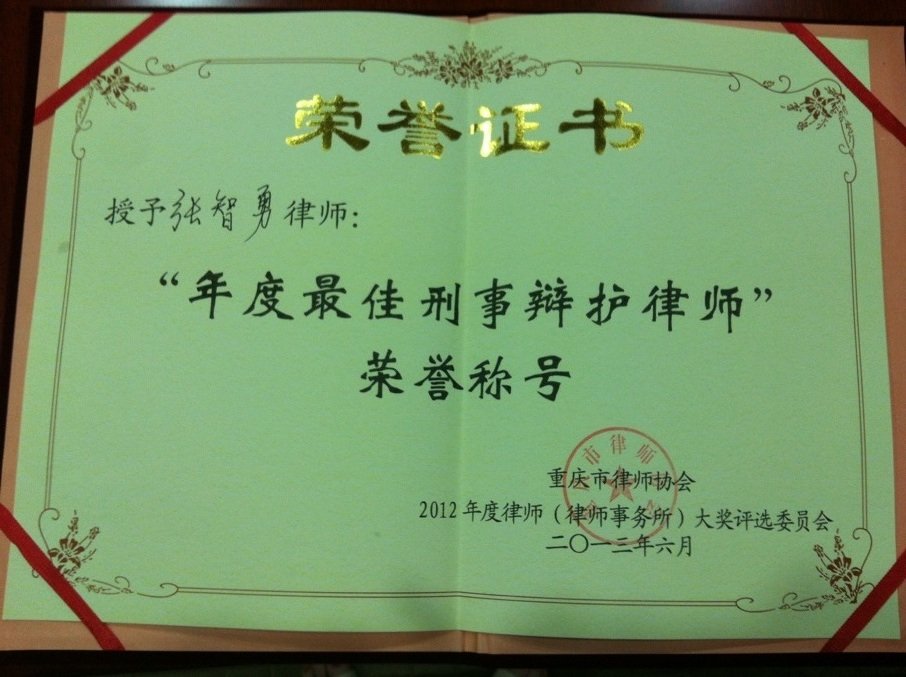 荣誉证书
授予张智勇律师：
“年度最佳刑事辩护律师”
荣誉称号
市律师
重庆市律师协会
2012年度律师（律师事务所）大奖评选委员会
二〇一三年六月